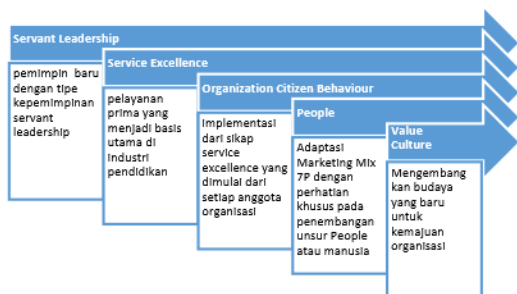 Servant Leadership
pemimpin baru
dengan tipe
kepemimpinan
servant
leadership
Service Excellence
pelayanan
prima yang
menjadi basis
utama di
industri
pendidikan
Organization Citizen Behaviour
Implementasi
dari sikap
service
excellence yang
dimulai dari
setiap anggota
organisasi
People
Adaptasi
Marketing Mix
7P dengan
perhatian
khusus pada
penembangan
unsur People
atau manusia
Value
Culture
Mengembang
kan budaya
yang baru
untuk
kemajuan
organisasi